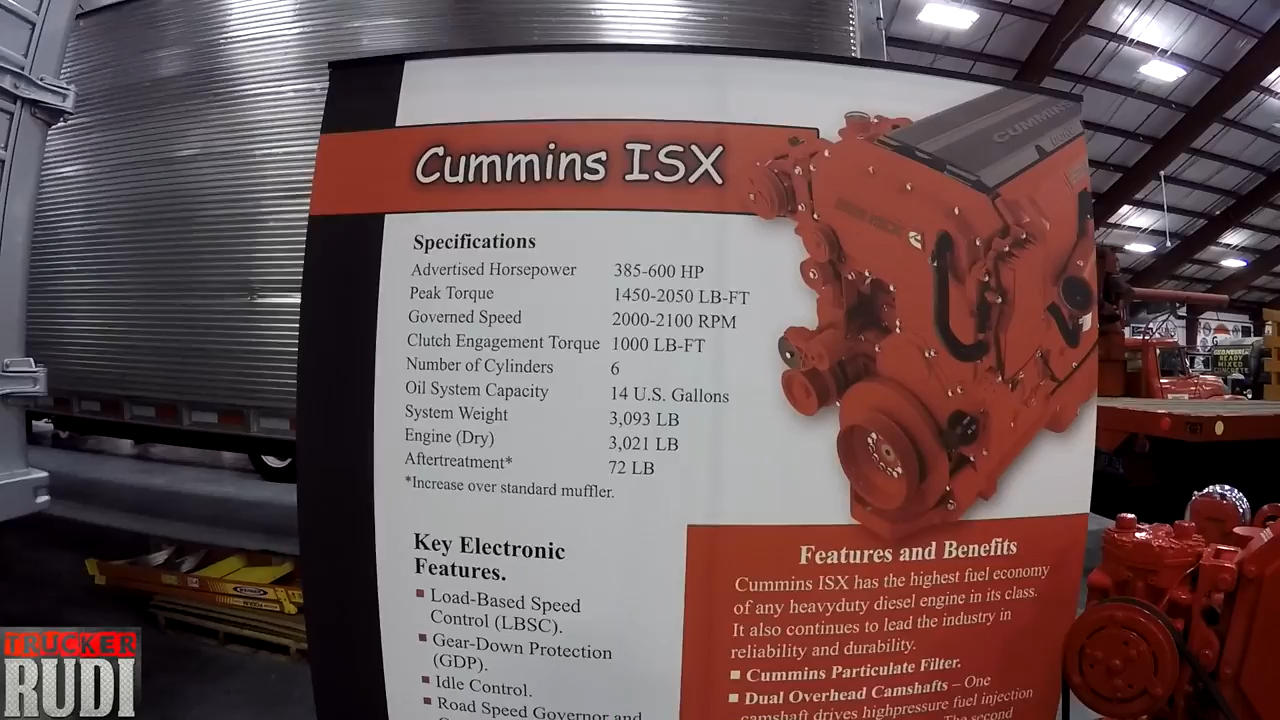 Cummins ISX
CUMMINS
Specifications
Advertised Horsepower 385-600 HP
Peak Torque 1450-2050 LB-FT
Governed Speed 2000-2100 RPM
Clutch Engagement Torque 1000 LB-FT
Number of Cylinders 6
Oil System Capacity 14 U.S. Gallons
System Weight 3,093 LB
Engine (Dry) 3,021 LB
Aftertreatment* 72 LB
*Increase over standard muffler.
Key Electronic
Features.
Load-Based Speed
Control (LBSC).
Gear-Down Protection
(GDP).
Idle Control.
Road Speed Governor and
Features and Benefits
Cummins ISX has the highest fuel economy
of any heavyduty diesel engine in its class.
It also continues to lead the industry in
reliability and durability.
Cummins Particulate Filter.
Dual Overhead Camshafts – One
camshaft drives highpressure fuel injection
The second
READY
MIXED
CONCRETE
TRUCKER
RUDI